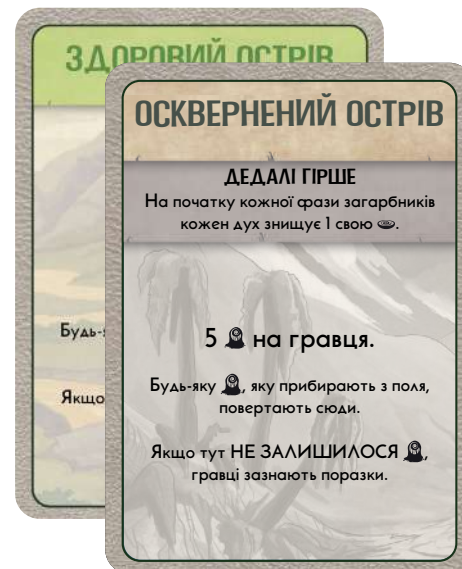 ЗДОРОВИЙ ОСТРІВ
Якщо
ОСКВЕРНЕНИЙ ОСТРІВ
ДЕДАЛІ ГІРШЕ
На початку кожної фази загарбників
кожен дух знищує 1 свою .
5 на гравця.
Будь-яку , яку прибирають з поля,
повертають сюди.
Якщо тут НЕ ЗАЛИШИЛОСЯ ,
гравці зазнають поразки.